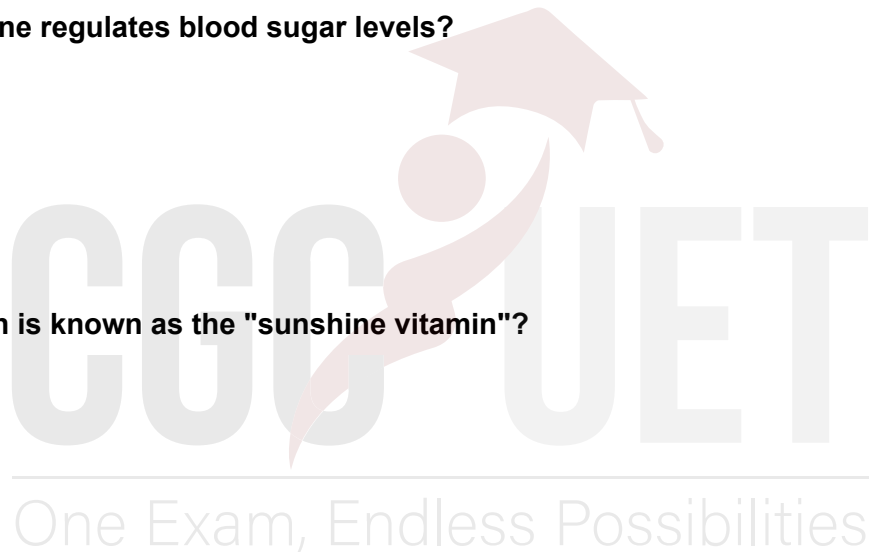 ne regulates blood sugar levels?
is known as the "sunshine vitamin"?
CGC UET
One Exam, Endless Possibilities